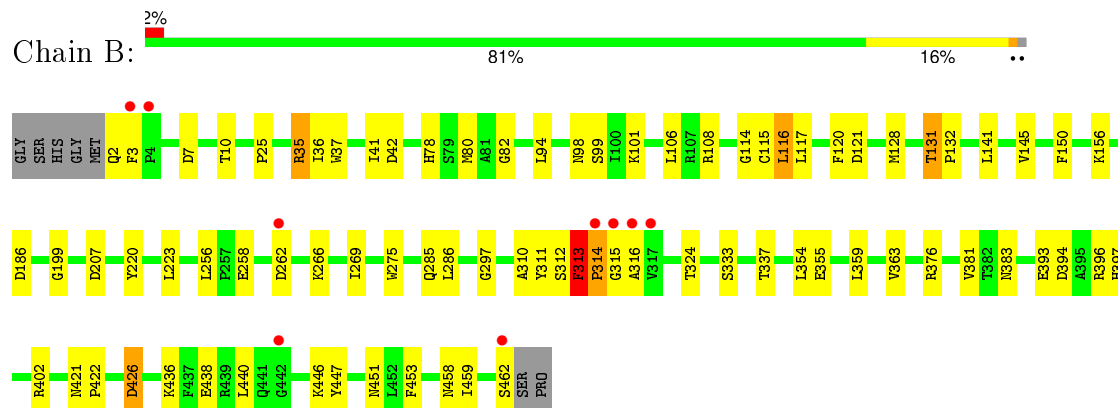 2%
Chain B:
81% 16% ..
GLY SER HIS GLY MET Q2 F3 P4 D7 T10 P25 R35 I36 W37 I41 D42 H78 S79 M80 A81 G82 L94 N98 S99 I100 K101 L106 R107 R108 G114 C115 L116 L117 F120 D121 M128 T131 P132 L141 V145 F150 K156
D186 G199 D207 Y220 L223 L256 P257 E258 D262 K266 I269 W275 Q285 L286 G297 A310 Y311 S312 F313 P314 G315 A316 V317 T324 S333 T337 L354 E355 L359 V363 R376 V381 T382 N383 E393 D394 A395 R396 H397
R402 N421 P422 D426 K436 F437 E438 R439 L440 Q441 G442 K446 Y447 N451 L452 F453 N458 I459 S462 SER PRO